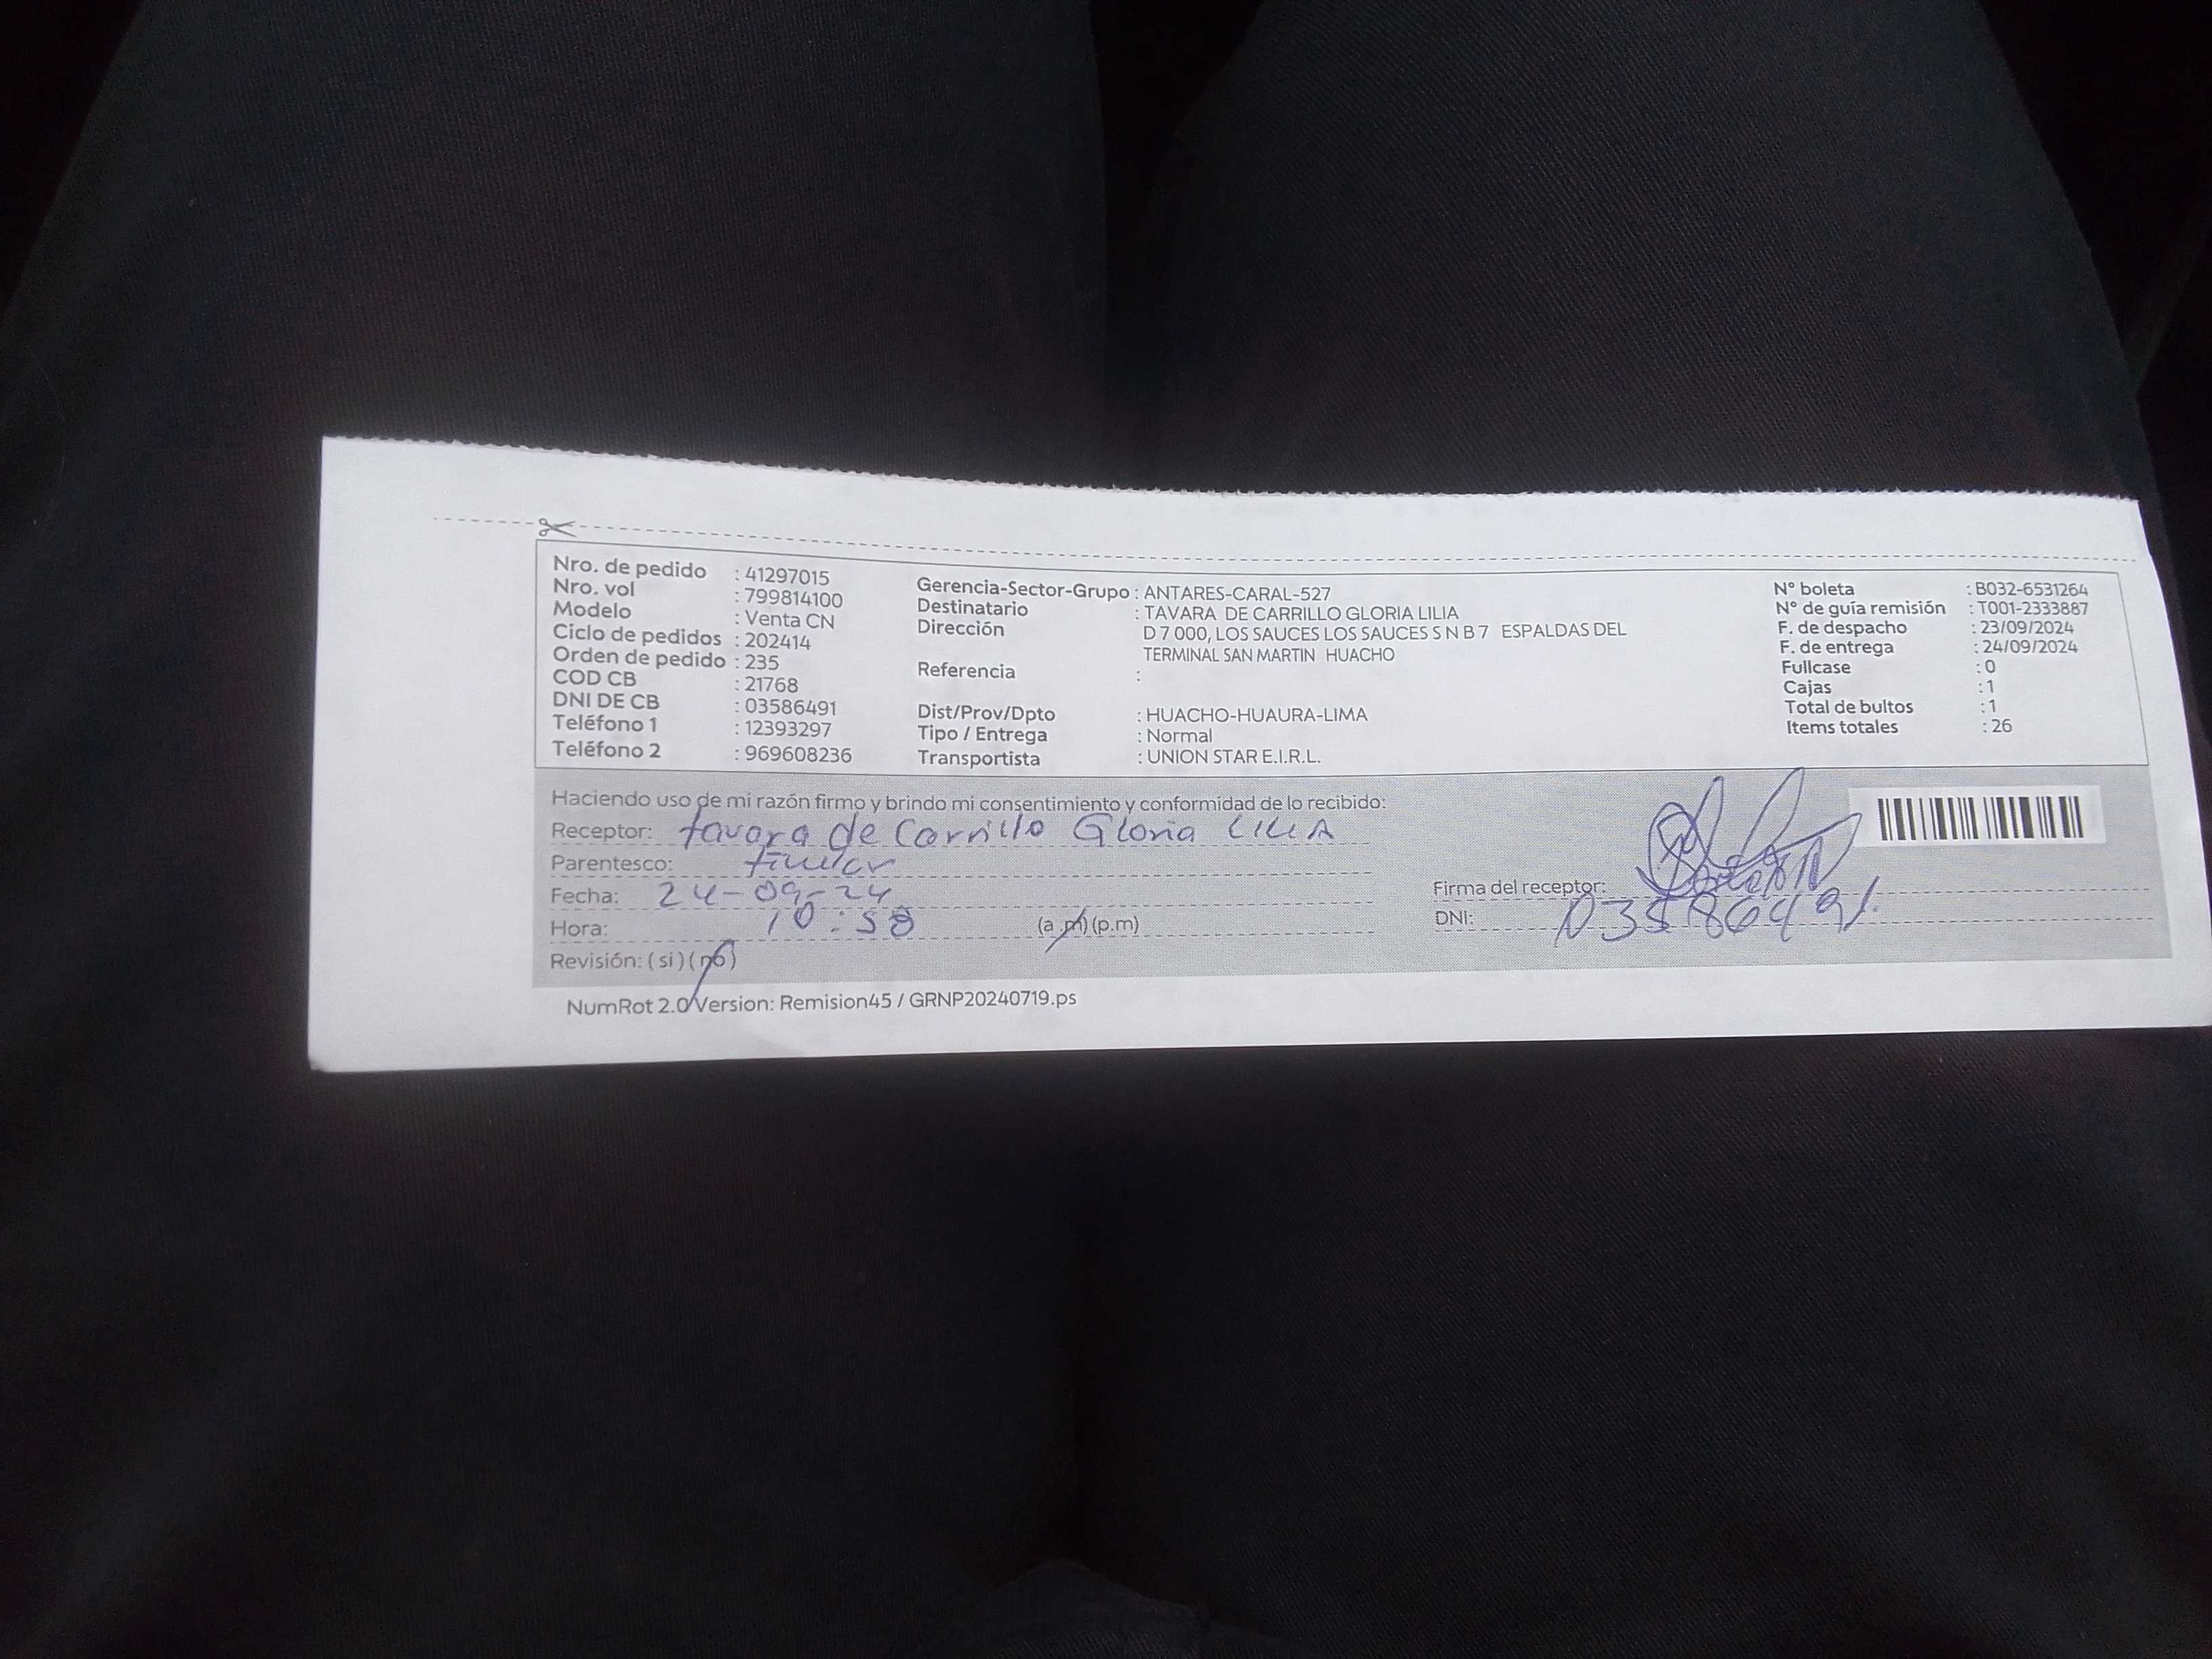 Nro. de pedido : 41297015
Nro. vol : 799814100
Modelo : Venta CN
Ciclo de pedidos : 202414
Orden de pedido : 235
COD CB : 21768
DNI DE CB : 03586491
Teléfono 1 : 12393297
Teléfono 2 : 969608236
Gerencia-Sector-Grupo : ANTARES-CARAL-527
Destinatario : TAVARA DE CARRILLO GLORIA LILIA
Dirección D 7 000, LOS SAUCES LOS SAUCES S N B 7 ESPALDAS DEL
TERMINAL SAN MARTIN HUACHO
Referencia :
Dist/Prov/Dpto : HUACHO-HUAURA-LIMA
Tipo / Entrega : Normal
Transportista : UNION STAR E.I.R.L.
N° boleta : B032-6531264
N° de guía remisión : T001-2333887
F. de despacho : 23/09/2024
F. de entrega : 24/09/2024
Fullcase : 0
Cajas : 1
Total de bultos : 1
Items totales : 26
Haciendo uso de mi razón firmo y brindo mi consentimiento y conformidad de lo recibido:
Receptor: tavara de Carrillo Gloria LILIA
Parentesco: titular
Fecha: 24-09-24
Hora: 10:58 (a .m) (p.m)
Revisión: ( si ) ( no )
Firma del receptor:
DNI: 03586491
NumRot 2.0/Version: Remision45 / GRNP20240719.ps